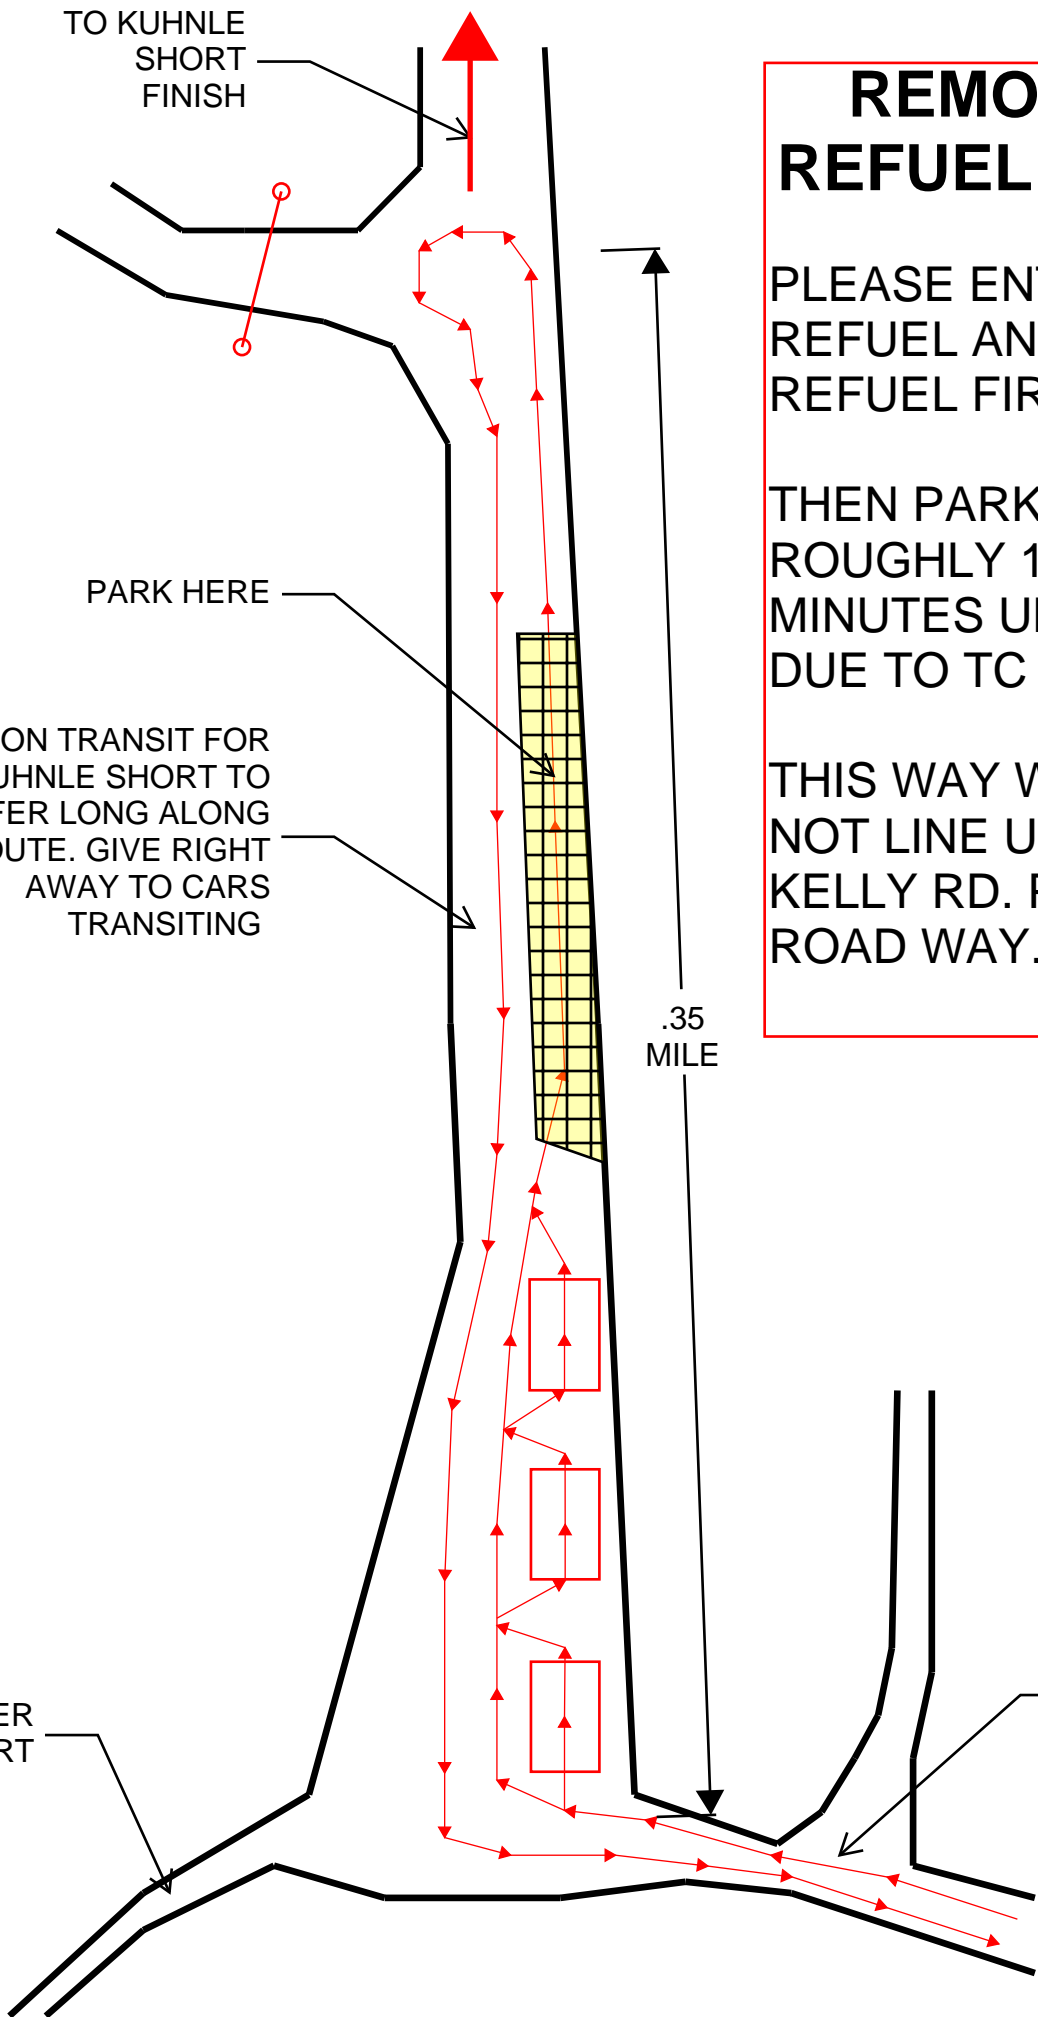 TO KUHNLE
SHORT
FINISH
REMO
REFUEL
PLEASE ENT
REFUEL AN
REFUEL FIR
THEN PARK
ROUGHLY 1
MINUTES U
DUE TO TC
THIS WAY W
NOT LINE U
KELLY RD. P
ROAD WAY.
PARK HERE
ON TRANSIT FOR
UHNLE SHORT TO
FER LONG ALONG
OUTE. GIVE RIGHT
AWAY TO CARS
TRANSITING
.35
MILE
ER
RT